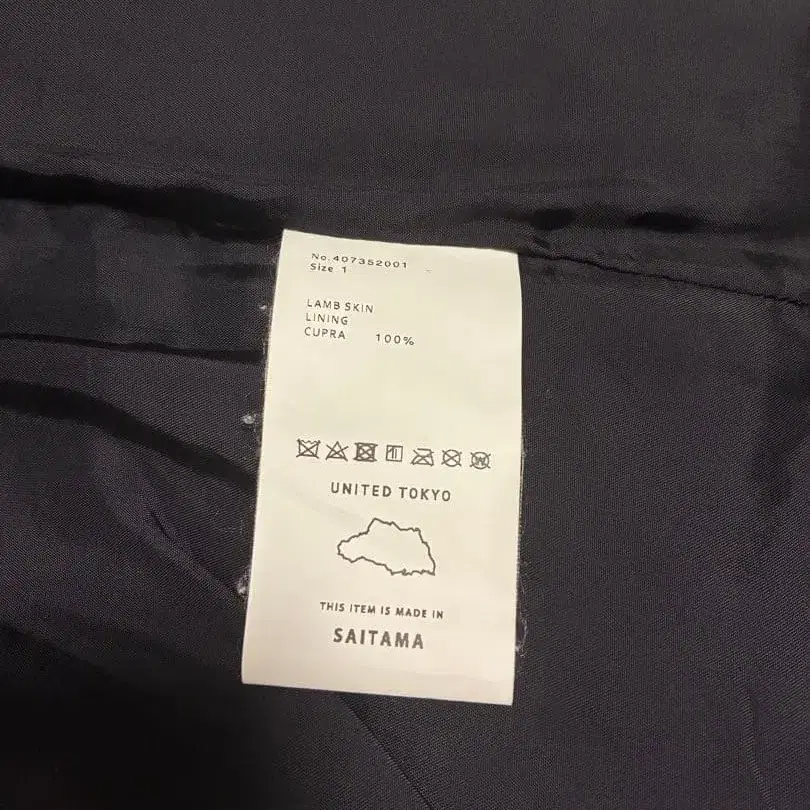 No.407352001
Size 1
LAMB SKIN
LINING
CUPRA 100%
UNITED TOKYO
THIS ITEM IS MADE IN
SAITAMA